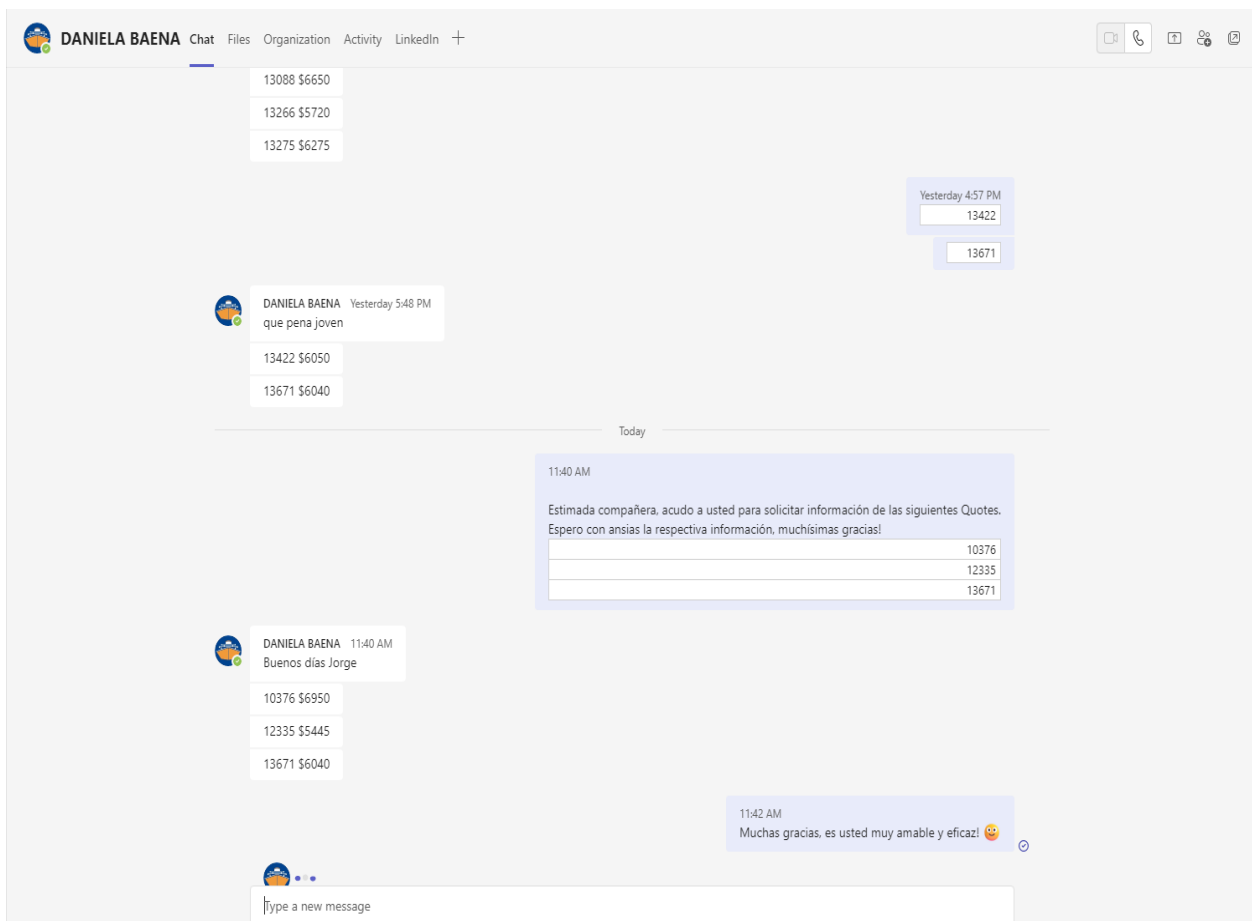 DANIELA BAENA Chat Files Organization Activity LinkedIn
13088 $6650
13266 $5720
13275 $6275
Yesterday 4:57 PM
13422
13671
DANIELA BAENA Yesterday 5:48 PM
que pena joven
13422 $6050
13671 $6040
Today
11:40 AM
Estimada compañera, acudo a usted para solicitar información de las siguientes Quotes.
Espero con ansias la respectiva información, muchísimas gracias!
10376
12335
13671
DANIELA BAENA 11:40 AM
Buenos días Jorge
10376 $6950
12335 $5445
13671 $6040
11:42 AM
Muchas gracias, es usted muy amable y eficaz!
Type a new message